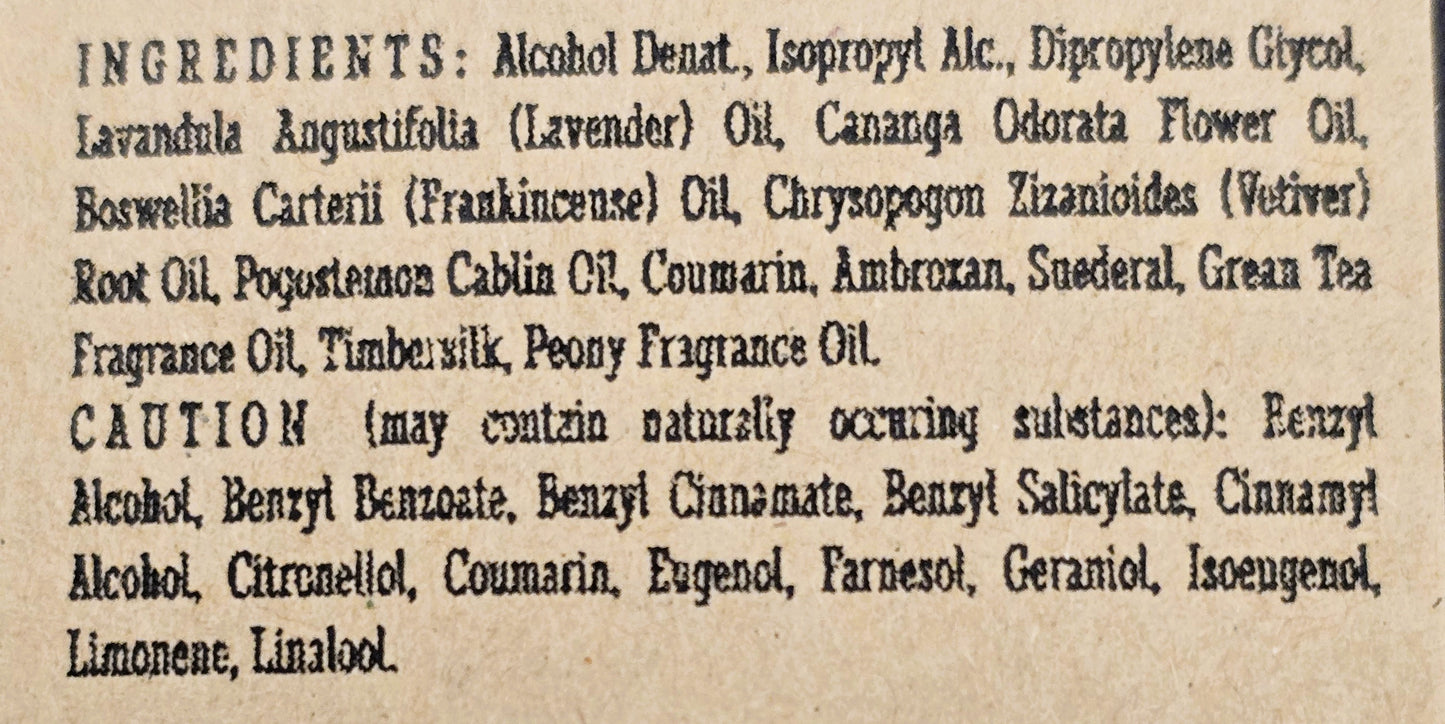 INGREDIENTS: Alcohol Denat., Isopropyl Alc., Dipropylene Glycol,
Lavandula Angustifolia (Lavender) Oil, Cananga Odorata Flower Oil,
Boswellia Carterii (Frankincense) Oil, Chrysopogon Zizanioides (Vetiver)
Root Oil, Pogostemon Cablin Oil, Coumarin, Ambroxan, Suederal, Green Tea
Fragrance Oil, Timbersilk, Peony Fragrance Oil.
CAUTION (may contain naturally occuring substances): Benzyl
Alcohol, Benzyl Benzoate, Benzyl Cinnamate, Benzyl Salicylate, Cinnamyl
Alcohol, Citronellol, Coumarin, Eugenol, Farnesol, Geraniol, Isoeugenol,
Limonene, Linalool.